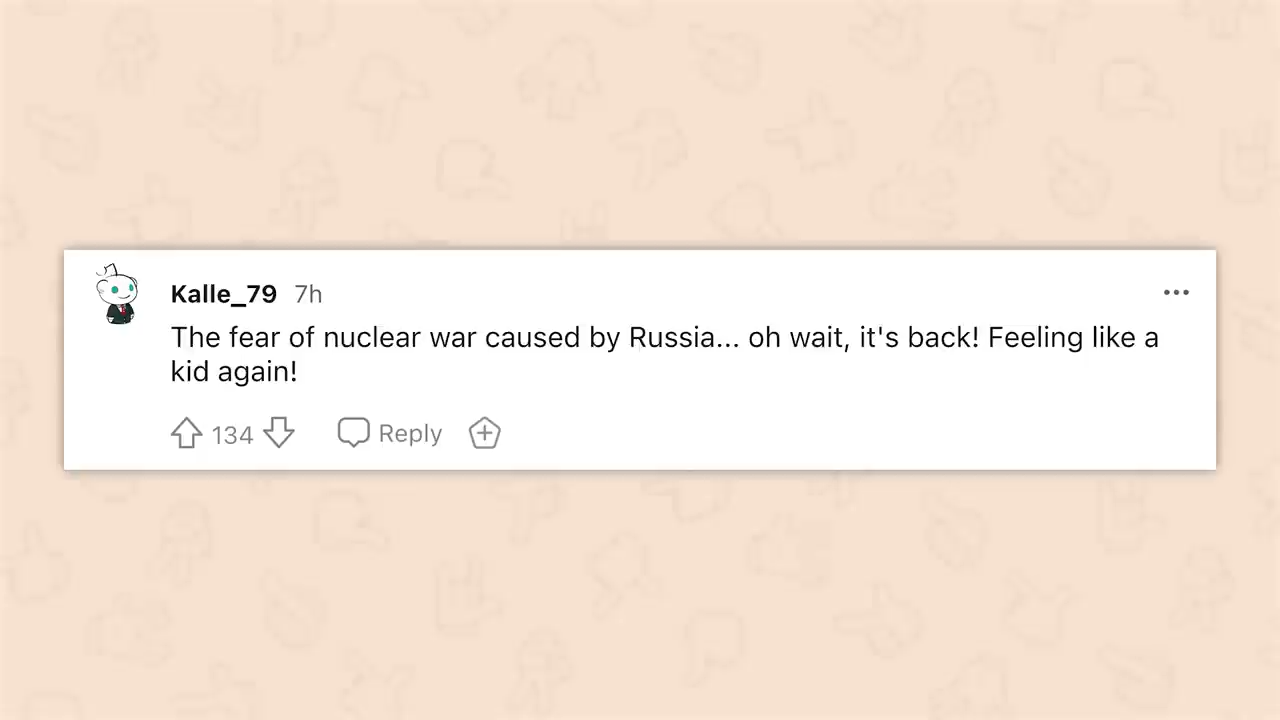 Kalle_79 7h
The fear of nuclear war caused by Russia... oh wait, it's back! Feeling like a
kid again!
134 Reply